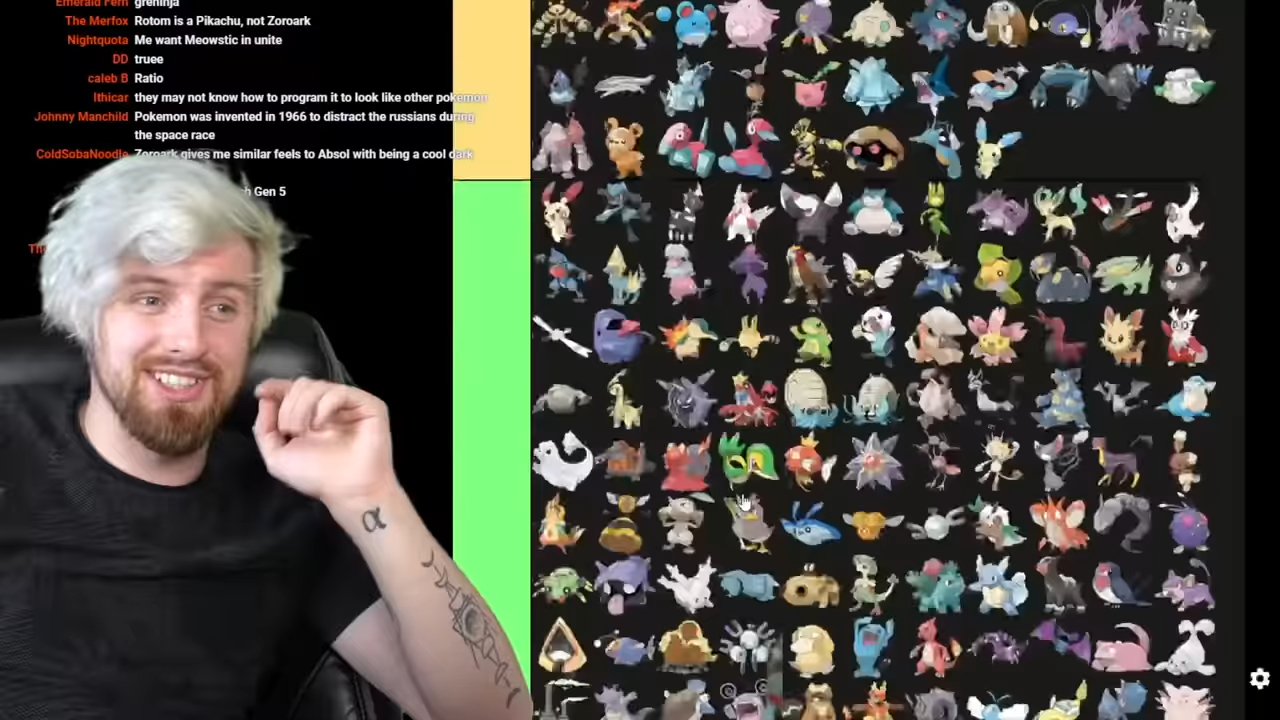 Emerald Fern greninja
The Merfox Rotom is a Pikachu, not Zoroark
Nightquota Me want Meowstic in unite
DD truee
caleb B Ratio
Ithicar they may not know how to program it to look like other pokemon
Johnny Manchild Pokemon was invented in 1966 to distract the russians during
the space race
ColdSobaNoodle Zoroark gives me similar feels to Absol with being a cool dark
Gen 5
α